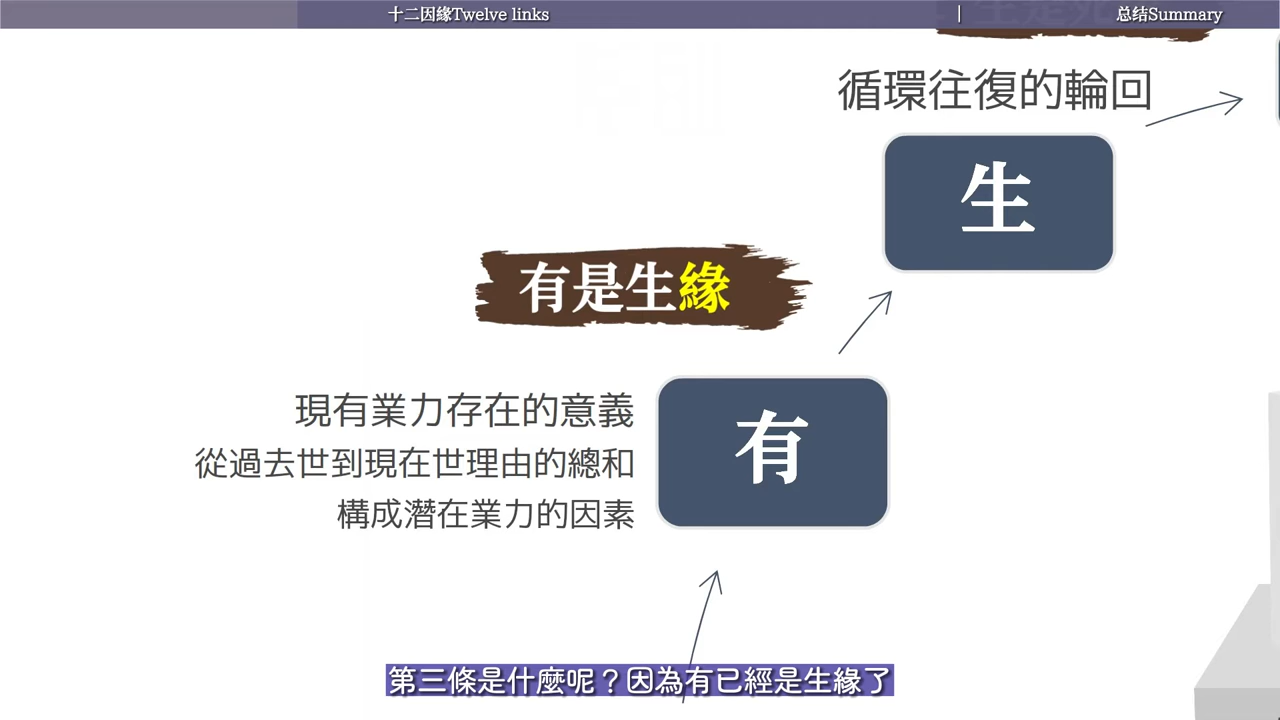 十二因緣Twelve links
总结Summary
循環往復的輪回
生
有是生緣
現有業力存在的意義
從過去世到現在世理由的總和
構成潛在業力的因素
有
第三條是什麼呢？因為有已經是生緣了